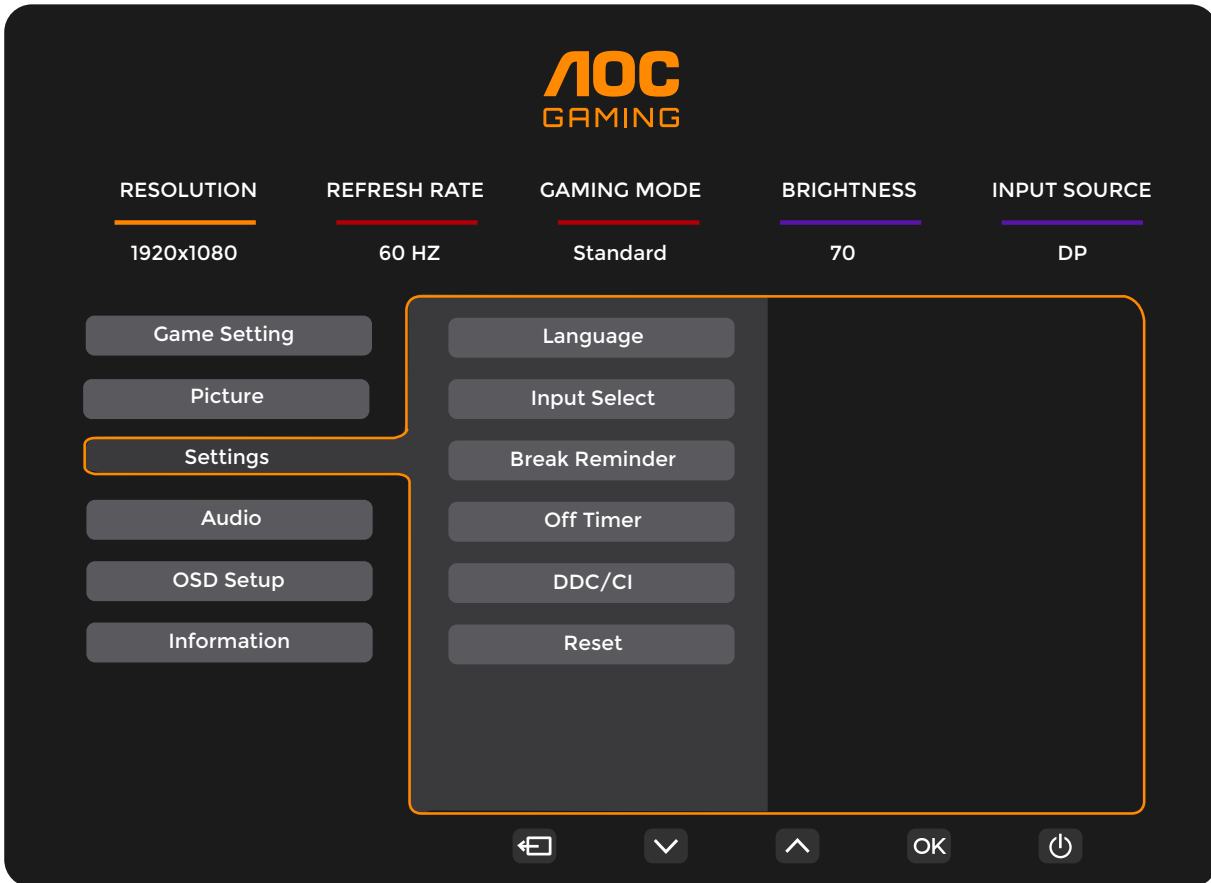 AOC
GAMING
RESOLUTION REFRESH RATE GAMING MODE BRIGHTNESS INPUT SOURCE
1920x1080 60 HZ Standard 70 DP
Game Setting Language
Picture Input Select
Settings Break Reminder
Audio Off Timer
OSD Setup DDC/CI
Information Reset
OK